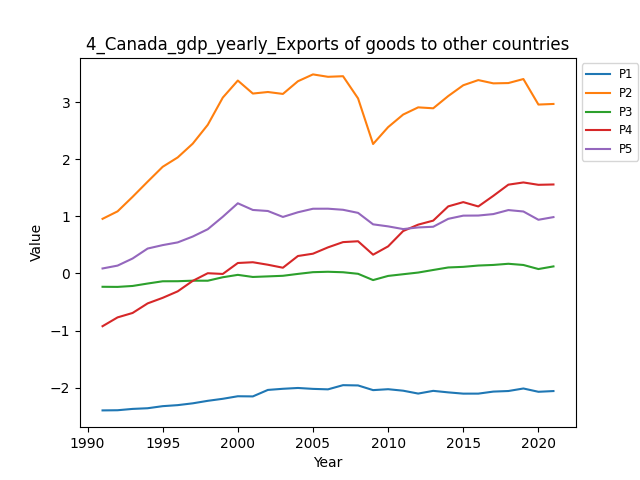 4_Canada_gdp_yearly_Exports of goods to other countries
P1
P2
P3
P4
P5
Value
3
2
1
0
−1
−2
1990 1995 2000 2005 2010 2015 2020
Year